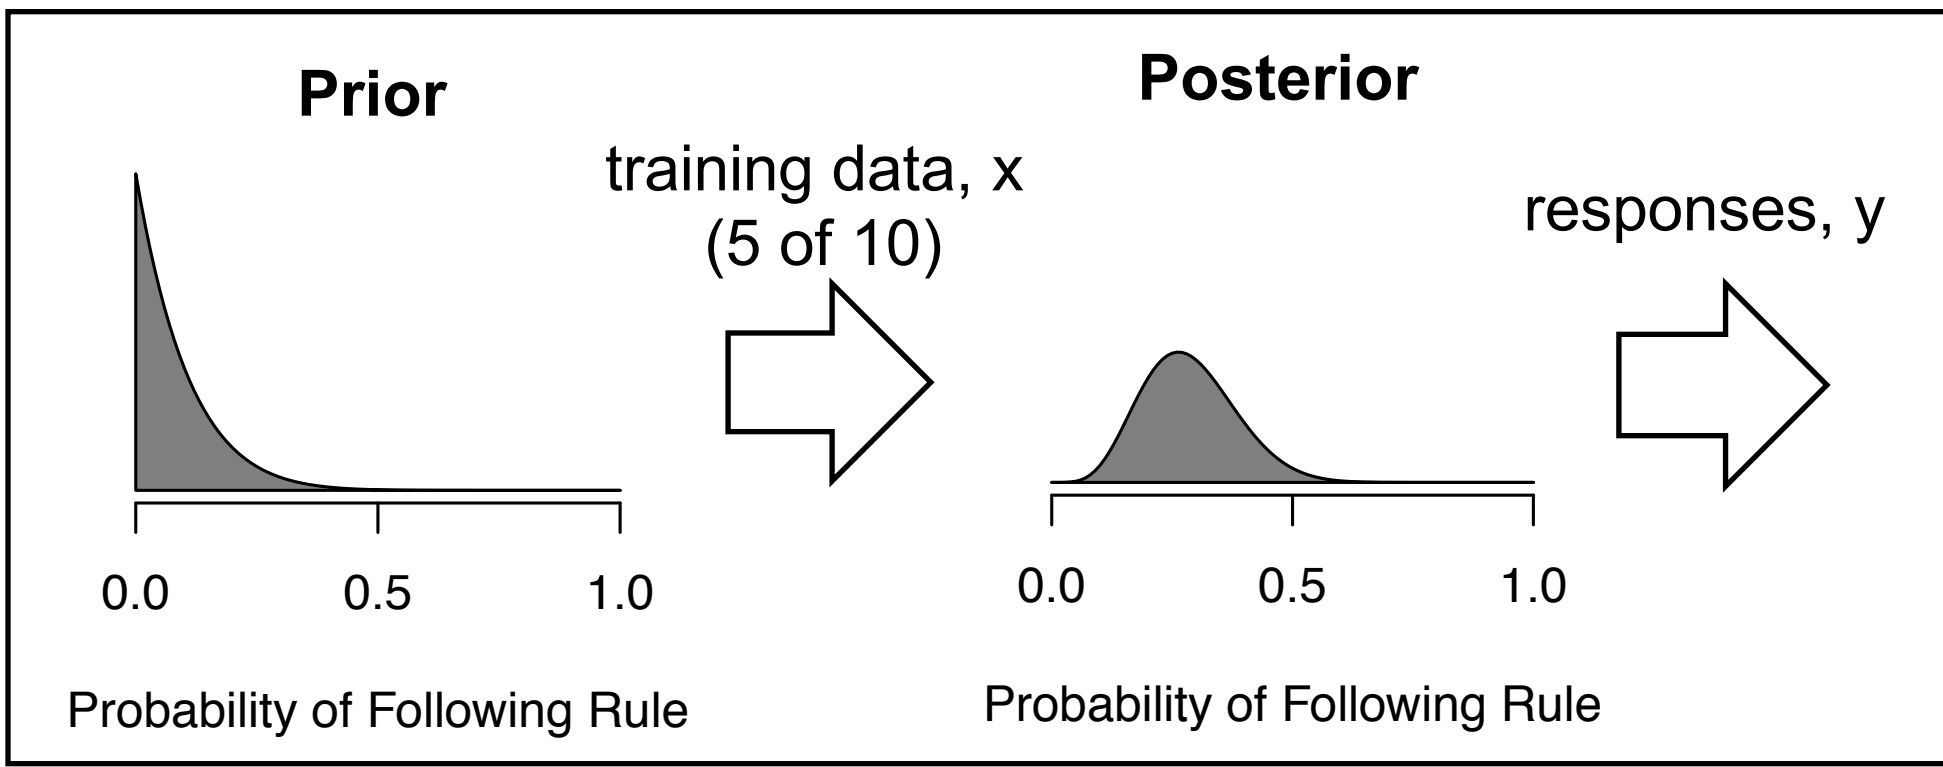 Prior
training data, x
(5 of 10)
Posterior
responses, y
0.0 0.5 1.0
Probability of Following Rule
0.0 0.5 1.0
Probability of Following Rule